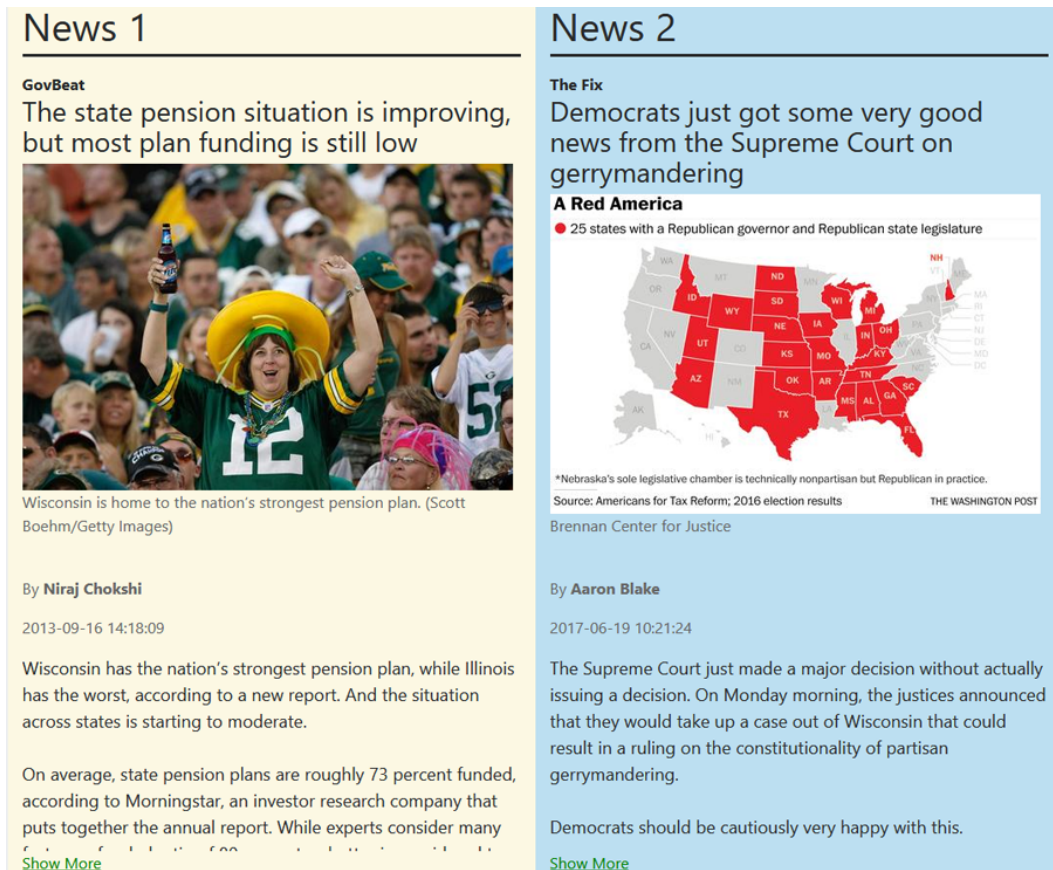 News 1
GovBeat
The state pension situation is improving,
but most plan funding is still low
12
5
Wisconsin is home to the nation's strongest pension plan. (Scott
Boehm/Getty Images)
By Niraj Chokshi
2013-09-16 14:18:09
Wisconsin has the nation's strongest pension plan, while Illinois
has the worst, according to a new report. And the situation
across states is starting to moderate.
On average, state pension plans are roughly 73 percent funded,
according to Morningstar, an investor research company that
puts together the annual report. While experts consider many
Show More
News 2
The Fix
Democrats just got some very good
news from the Supreme Court on
gerrymandering
A Red America
25 states with a Republican governor and Republican state legislature
WA
MT
ND
MN
OR
ID
WY
SD
WI
MI
NH
VT
ME
NY
MA
RI
CT
NJ
DE
MD
DC
NV
UT
CO
NE
IA
IL
IN
OH
PA
CA
AZ
NM
KS
MO
KY
WV
VA
NC
OK
AR
TN
SC
TX
LA
MS
AL
GA
FL
AK
HI
*Nebraska's sole legislative chamber is technically nonpartisan but Republican in practice.
Source: Americans for Tax Reform; 2016 election results
THE WASHINGTON POST
Brennan Center for Justice
By Aaron Blake
2017-06-19 10:21:24
The Supreme Court just made a major decision without actually
issuing a decision. On Monday morning, the justices announced
that they would take up a case out of Wisconsin that could
result in a ruling on the constitutionality of partisan
gerrymandering.
Democrats should be cautiously very happy with this.
Show More